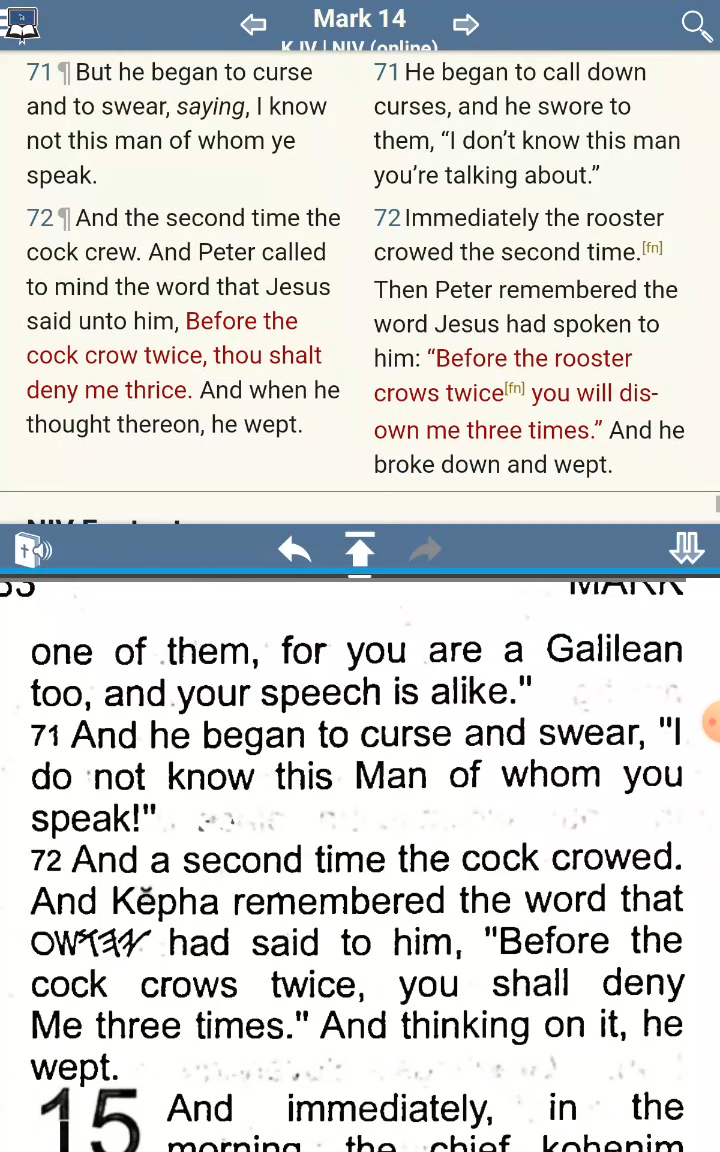 Mark 14
KJV | NIV (online)
71 ¶ But he began to curse
and to swear, saying, I know
not this man of whom ye
speak.
72 ¶ And the second time the
cock crew. And Peter called
to mind the word that Jesus
said unto him, Before the
cock crow twice, thou shalt
deny me thrice. And when he
thought thereon, he wept.
71 He began to call down
curses, and he swore to
them, “I don’t know this man
you’re talking about.”
72 Immediately the rooster
crowed the second time.[fn]
Then Peter remembered the
word Jesus had spoken to
him: “Before the rooster
crows twice[fn] you will dis-
own me three times.” And he
broke down and wept.
MARK
one of them, for you are a Galilean
too, and your speech is alike."
71 And he began to curse and swear, "I
do not know this Man of whom you
speak!"
72 And a second time the cock crowed.
And Kĕpha remembered the word that
had said to him, "Before the
cock crows twice, you shall deny
Me three times." And thinking on it, he
wept.
15 And immediately, in the
morning, the chief kohenim